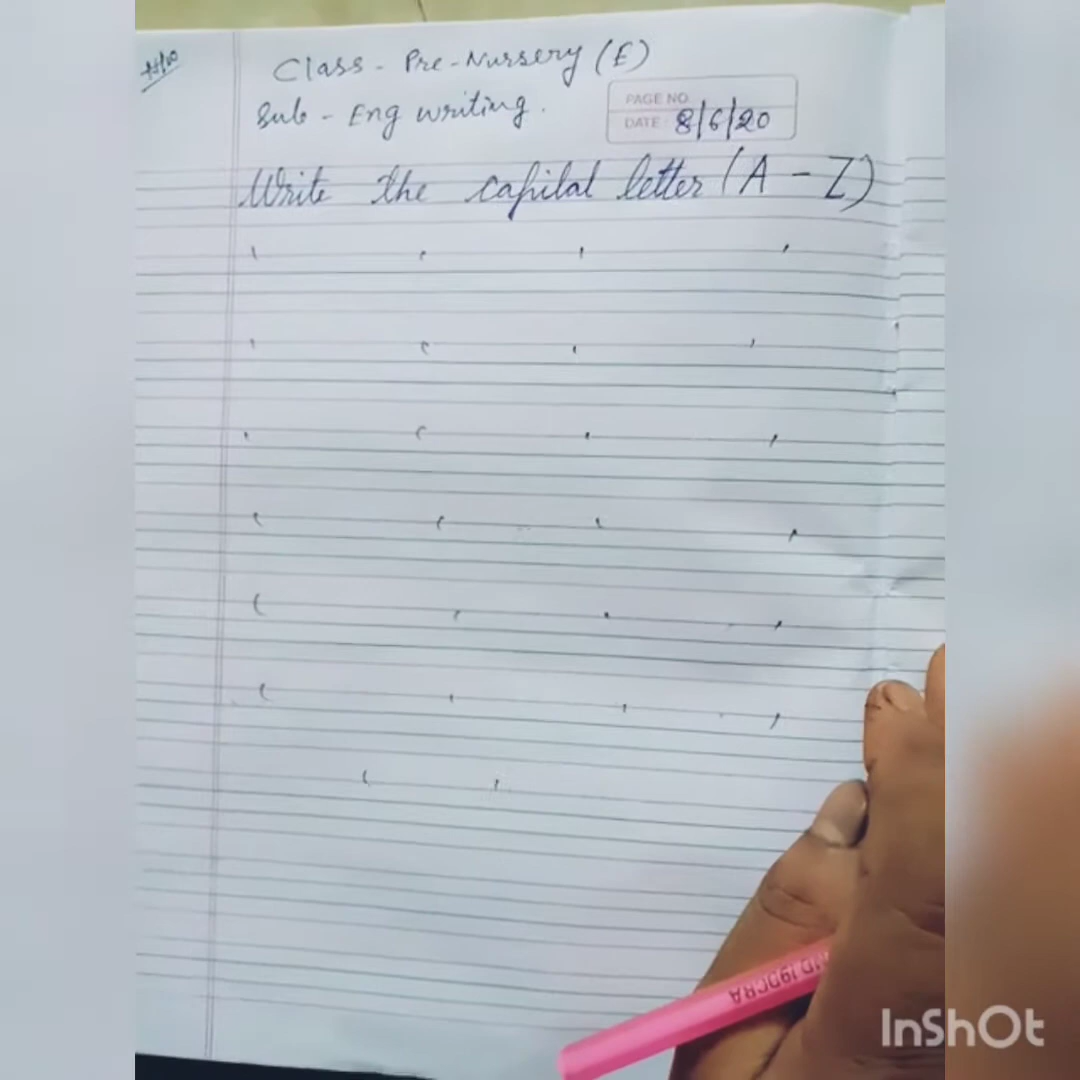 H/W
Class - Pre-Nursery (E)
Sub - Eng writing.
PAGE NO.
DATE 8/6/20
Write the capital letter (A - Z)
InShOt